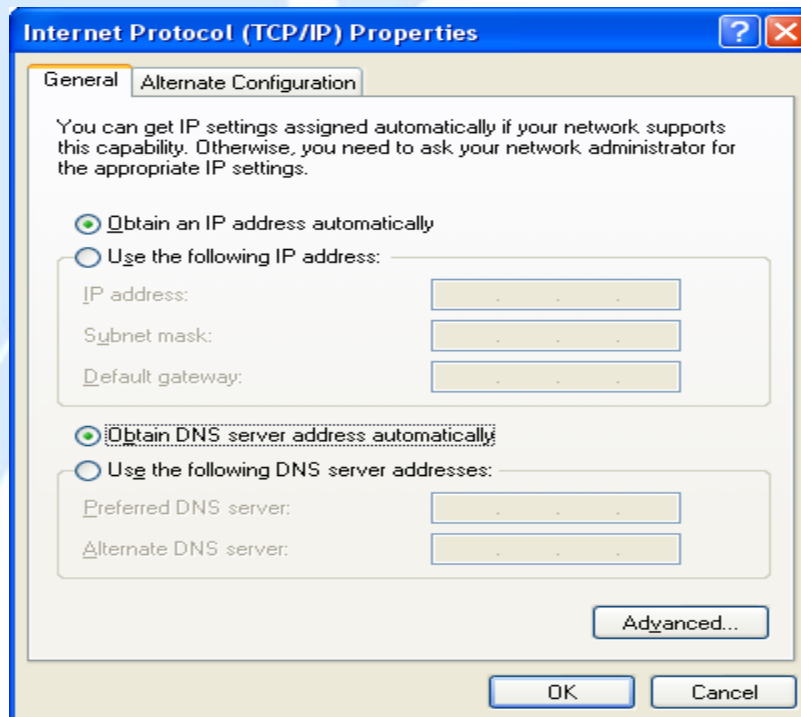 Internet Protocol (TCP/IP) Properties
General
Alternate Configuration
You can get IP settings assigned automatically if your network supports
this capability. Otherwise, you need to ask your network administrator for
the appropriate IP settings.
Obtain an IP address automatically
Use the following IP address:
IP address:
Subnet mask:
Default gateway:
Obtain DNS server address automatically
Use the following DNS server addresses:
Preferred DNS server:
Alternate DNS server:
Advanced...
OK
Cancel